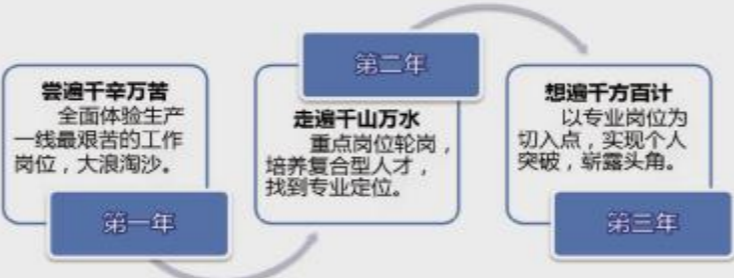 尝遍千辛万苦
全面体验生产
一线最艰苦的工作
岗位，大浪淘沙。
第一年
第二年
走遍千山万水
重点岗位轮岗，
培养复合型人才，
找到专业定位。
想遍千方百计
以专业岗位为
切入点，实现个人
突破，崭露头角。
第三年